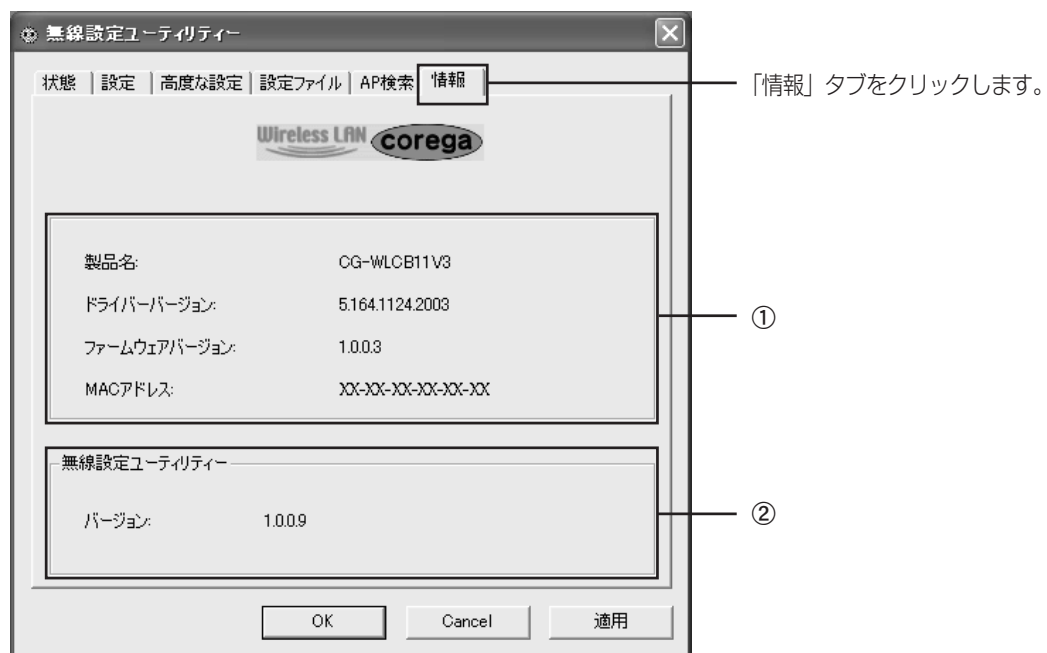 無線設定ユーティリティー
状態 設定 高度な設定 設定ファイル AP検索 情報
「情報」タブをクリックします。
Wireless LAN corega
製品名: CG-WLCB11V3
ドライバーバージョン: 5.164.1124.2003
①
ファームウェアバージョン: 1.0.0.3
MACアドレス: XX-XX-XX-XX-XX-XX
無線設定ユーティリティー
バージョン: 1.0.0.9
②
OK Cancel 適用